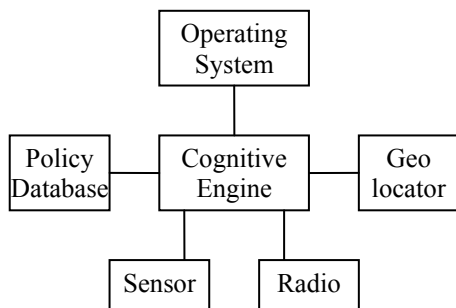 Operating
System
Policy
Database
Cognitive
Engine
Geo
locator
Sensor
Radio